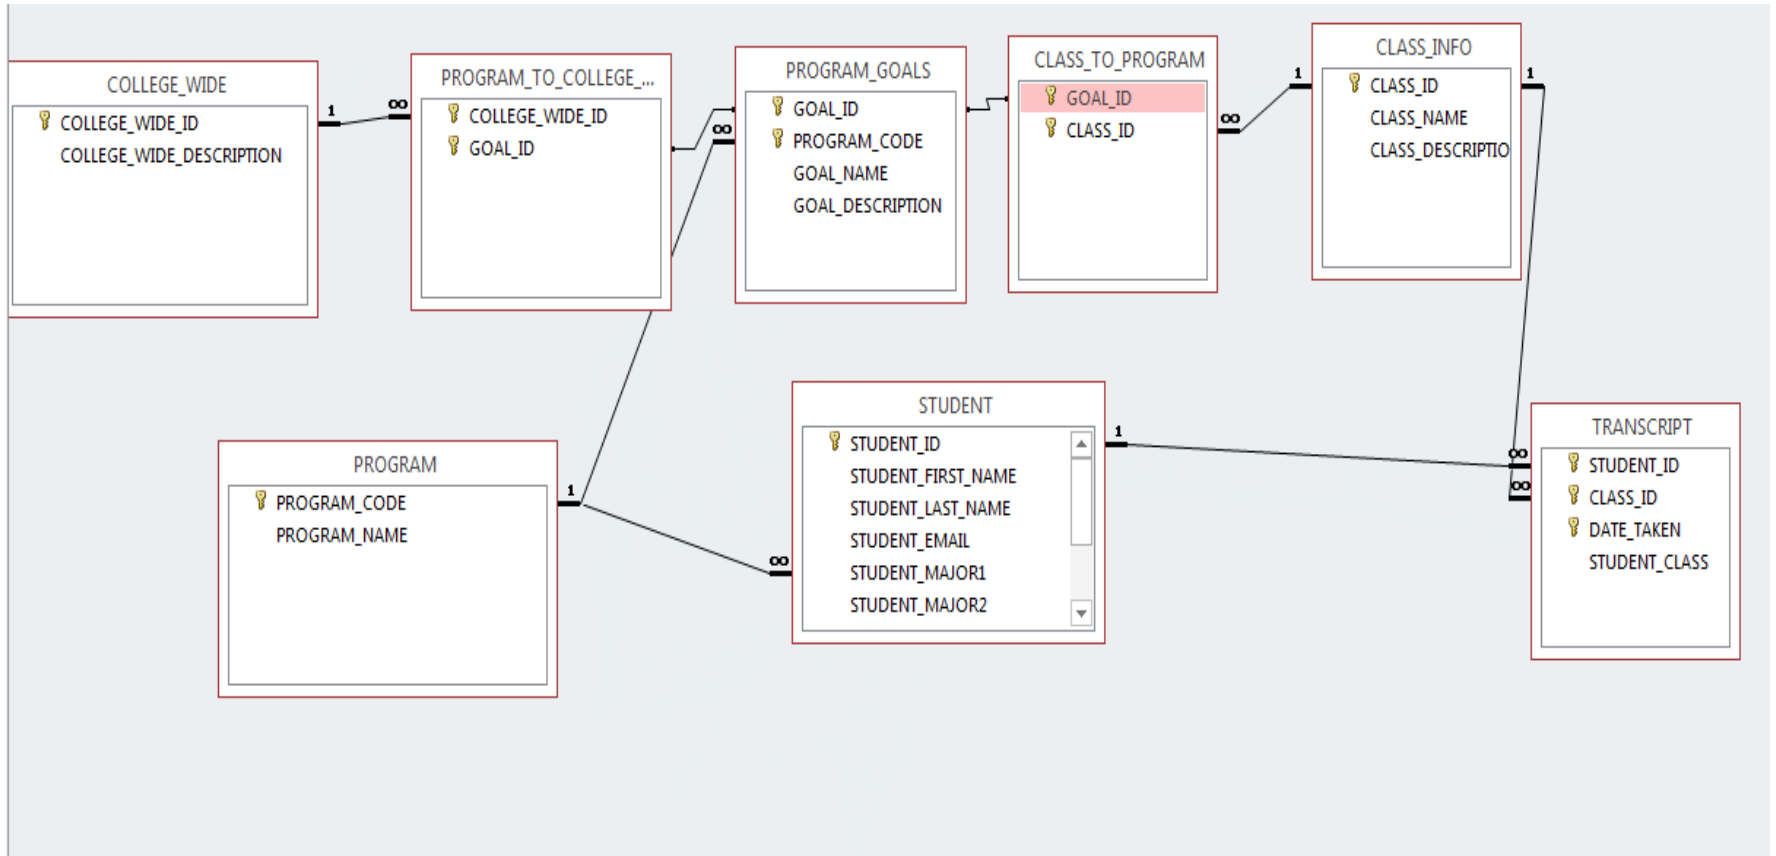 COLLEGE_WIDE
COLLEGE_WIDE_ID
COLLEGE_WIDE_DESCRIPTION
1
∞
PROGRAM_TO_COLLEGE_...
COLLEGE_WIDE_ID
GOAL_ID
PROGRAM_GOALS
GOAL_ID
∞
PROGRAM_CODE
GOAL_NAME
GOAL_DESCRIPTION
CLASS_TO_PROGRAM
GOAL_ID
CLASS_ID
∞
1
CLASS_INFO
CLASS_ID
CLASS_NAME
CLASS_DESCRIPTIO
1
PROGRAM
PROGRAM_CODE
PROGRAM_NAME
1
∞
STUDENT
STUDENT_ID
STUDENT_FIRST_NAME
STUDENT_LAST_NAME
STUDENT_EMAIL
STUDENT_MAJOR1
STUDENT_MAJOR2
1
∞
∞
TRANSCRIPT
STUDENT_ID
CLASS_ID
DATE_TAKEN
STUDENT_CLASS